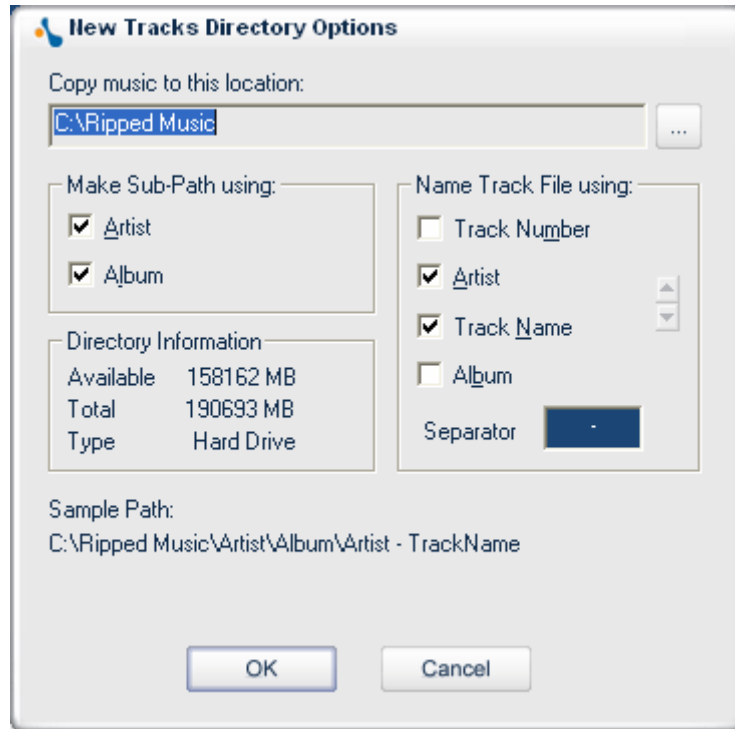 New Tracks Directory Options
Copy music to this location:
C:\Ripped Music
...
Make Sub-Path using:
Artist
Album
Directory Information
Available 158162 MB
Total 190693 MB
Type Hard Drive
Name Track File using:
Track Number
Artist
Track Name
Album
Separator -
Sample Path:
C:\Ripped Music\Artist\Album\Artist - TrackName
OK
Cancel